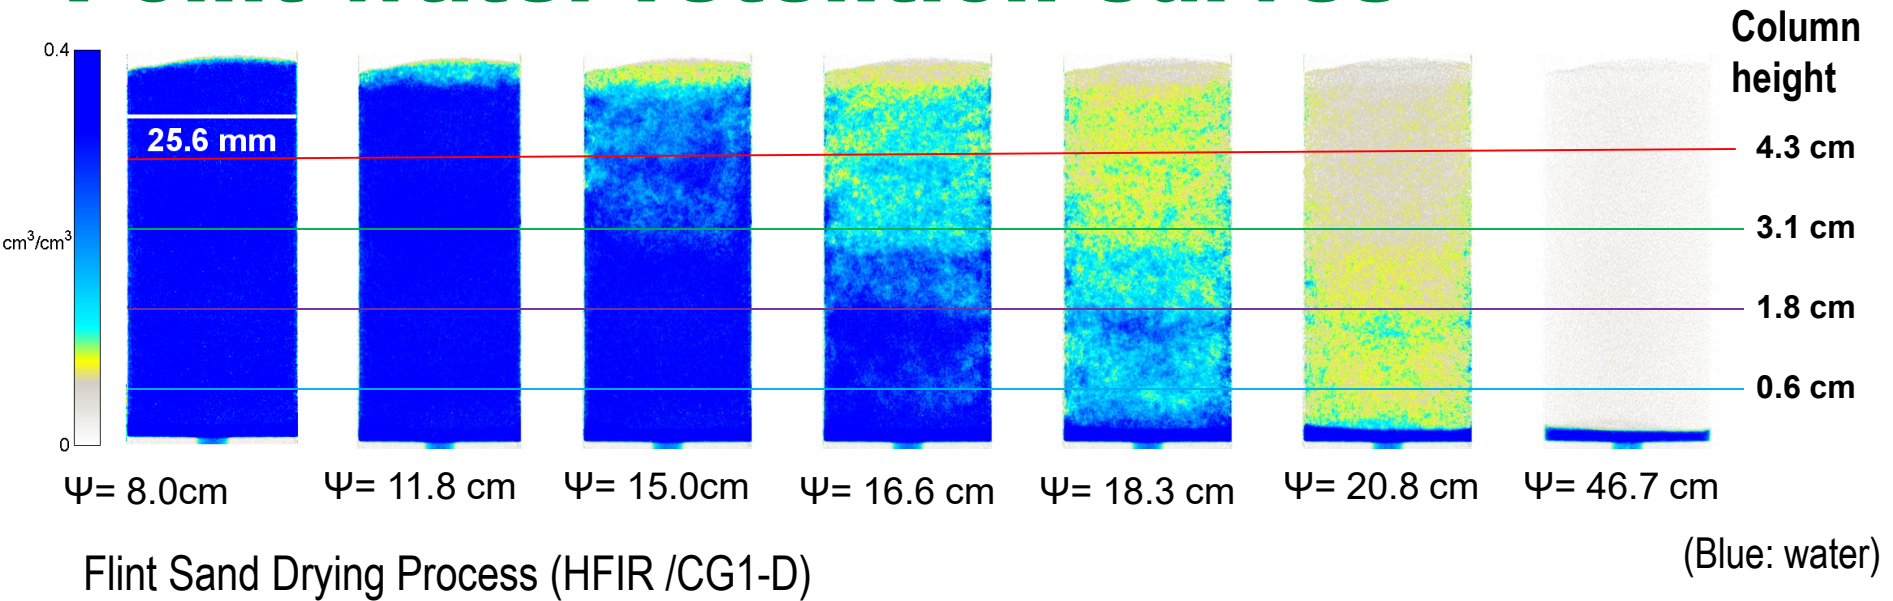 Column
height
0.4
25.6 mm
4.3 cm
cm³/cm³
3.1 cm
1.8 cm
0.6 cm
0
Ψ= 8.0cm
Ψ= 11.8 cm
Ψ= 15.0cm
Ψ= 16.6 cm
Ψ= 18.3 cm
Ψ= 20.8 cm
Ψ= 46.7 cm
(Blue: water)
Flint Sand Drying Process (HFIR /CG1-D)